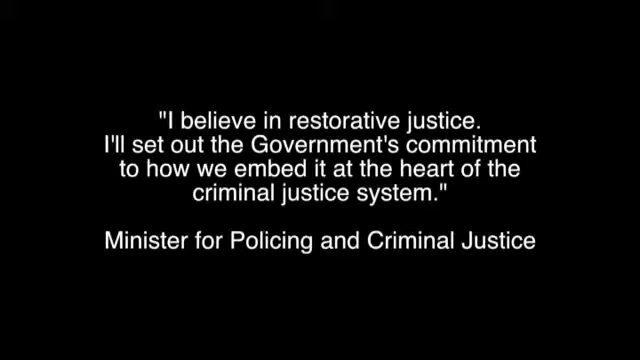 "I believe in restorative justice.
I'll set out the Government's commitment
to how we embed it at the heart of the
criminal justice system."
Minister for Policing and Criminal Justice